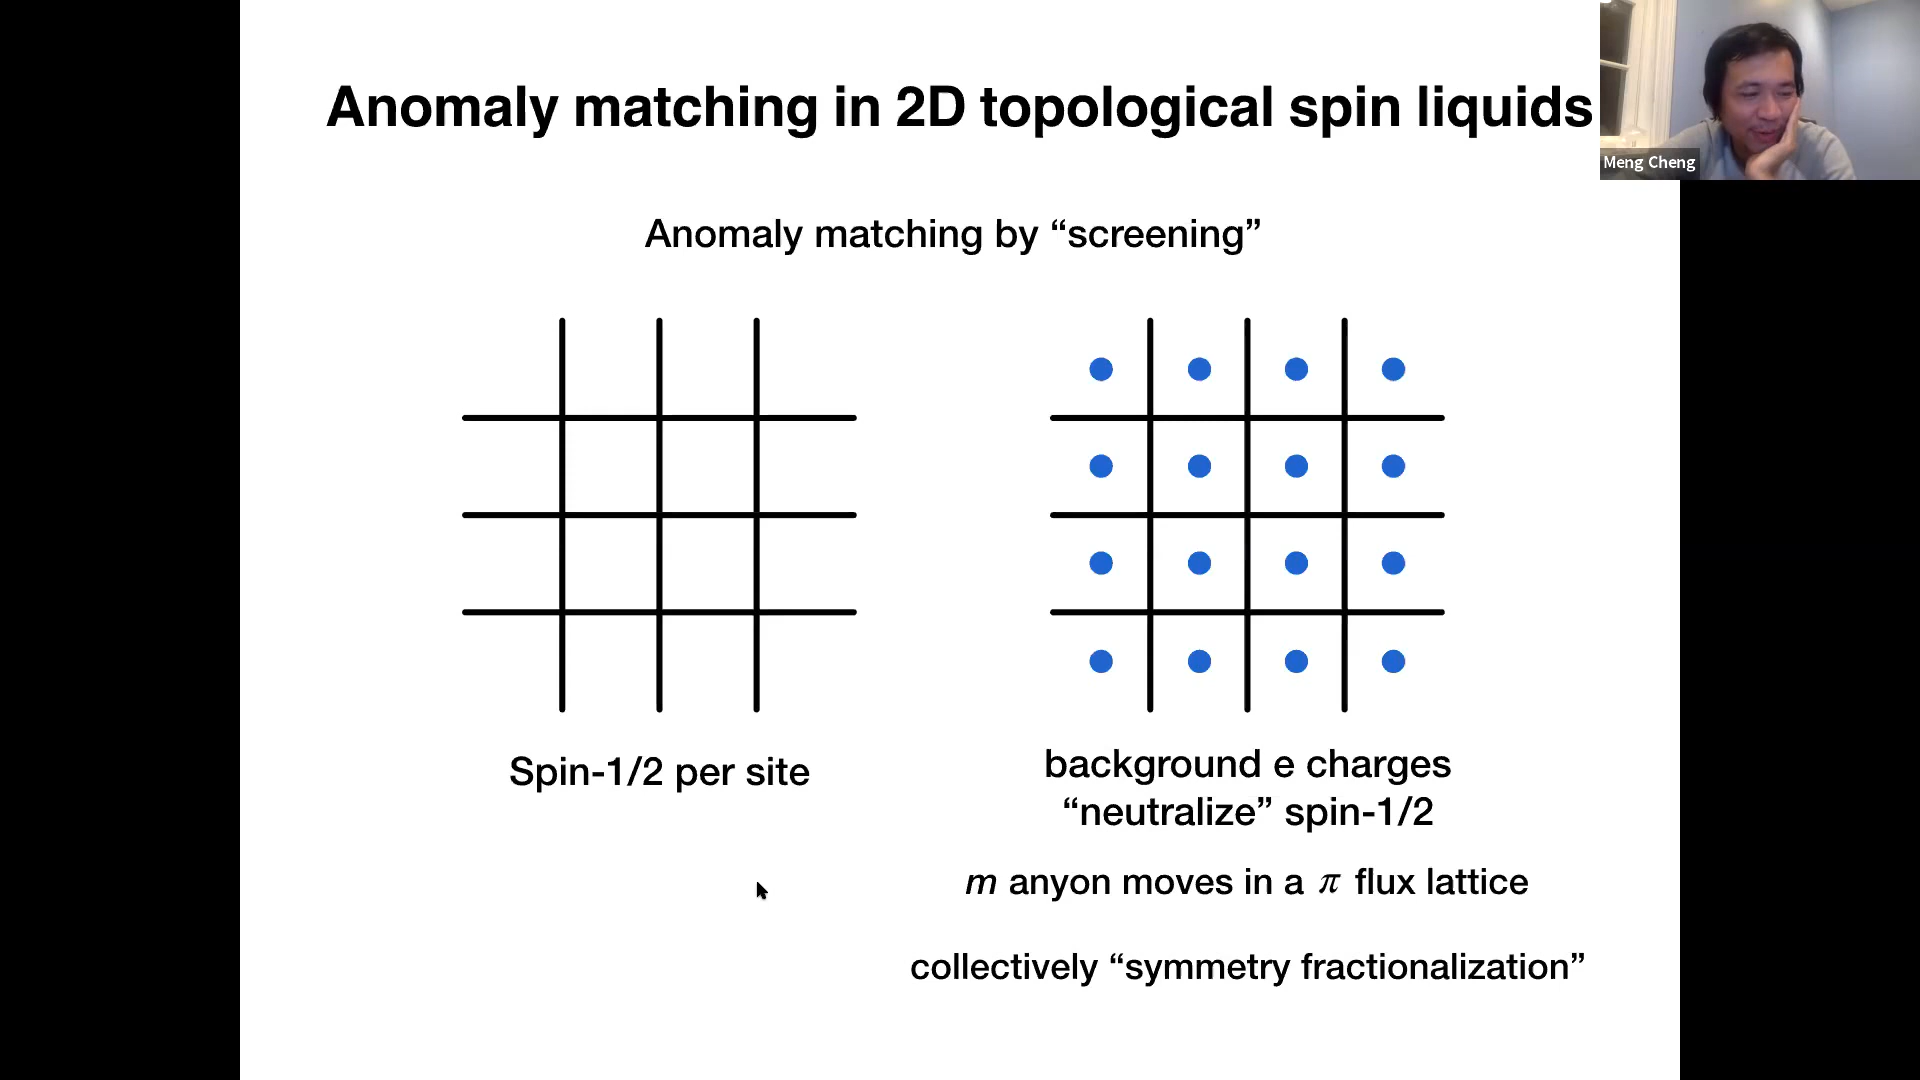 Anomaly matching in 2D topological spin liquids
Meng Cheng
Anomaly matching by “screening”
Spin-1/2 per site
background e charges
“neutralize” spin-1/2
m anyon moves in a π flux lattice
collectively “symmetry fractionalization”